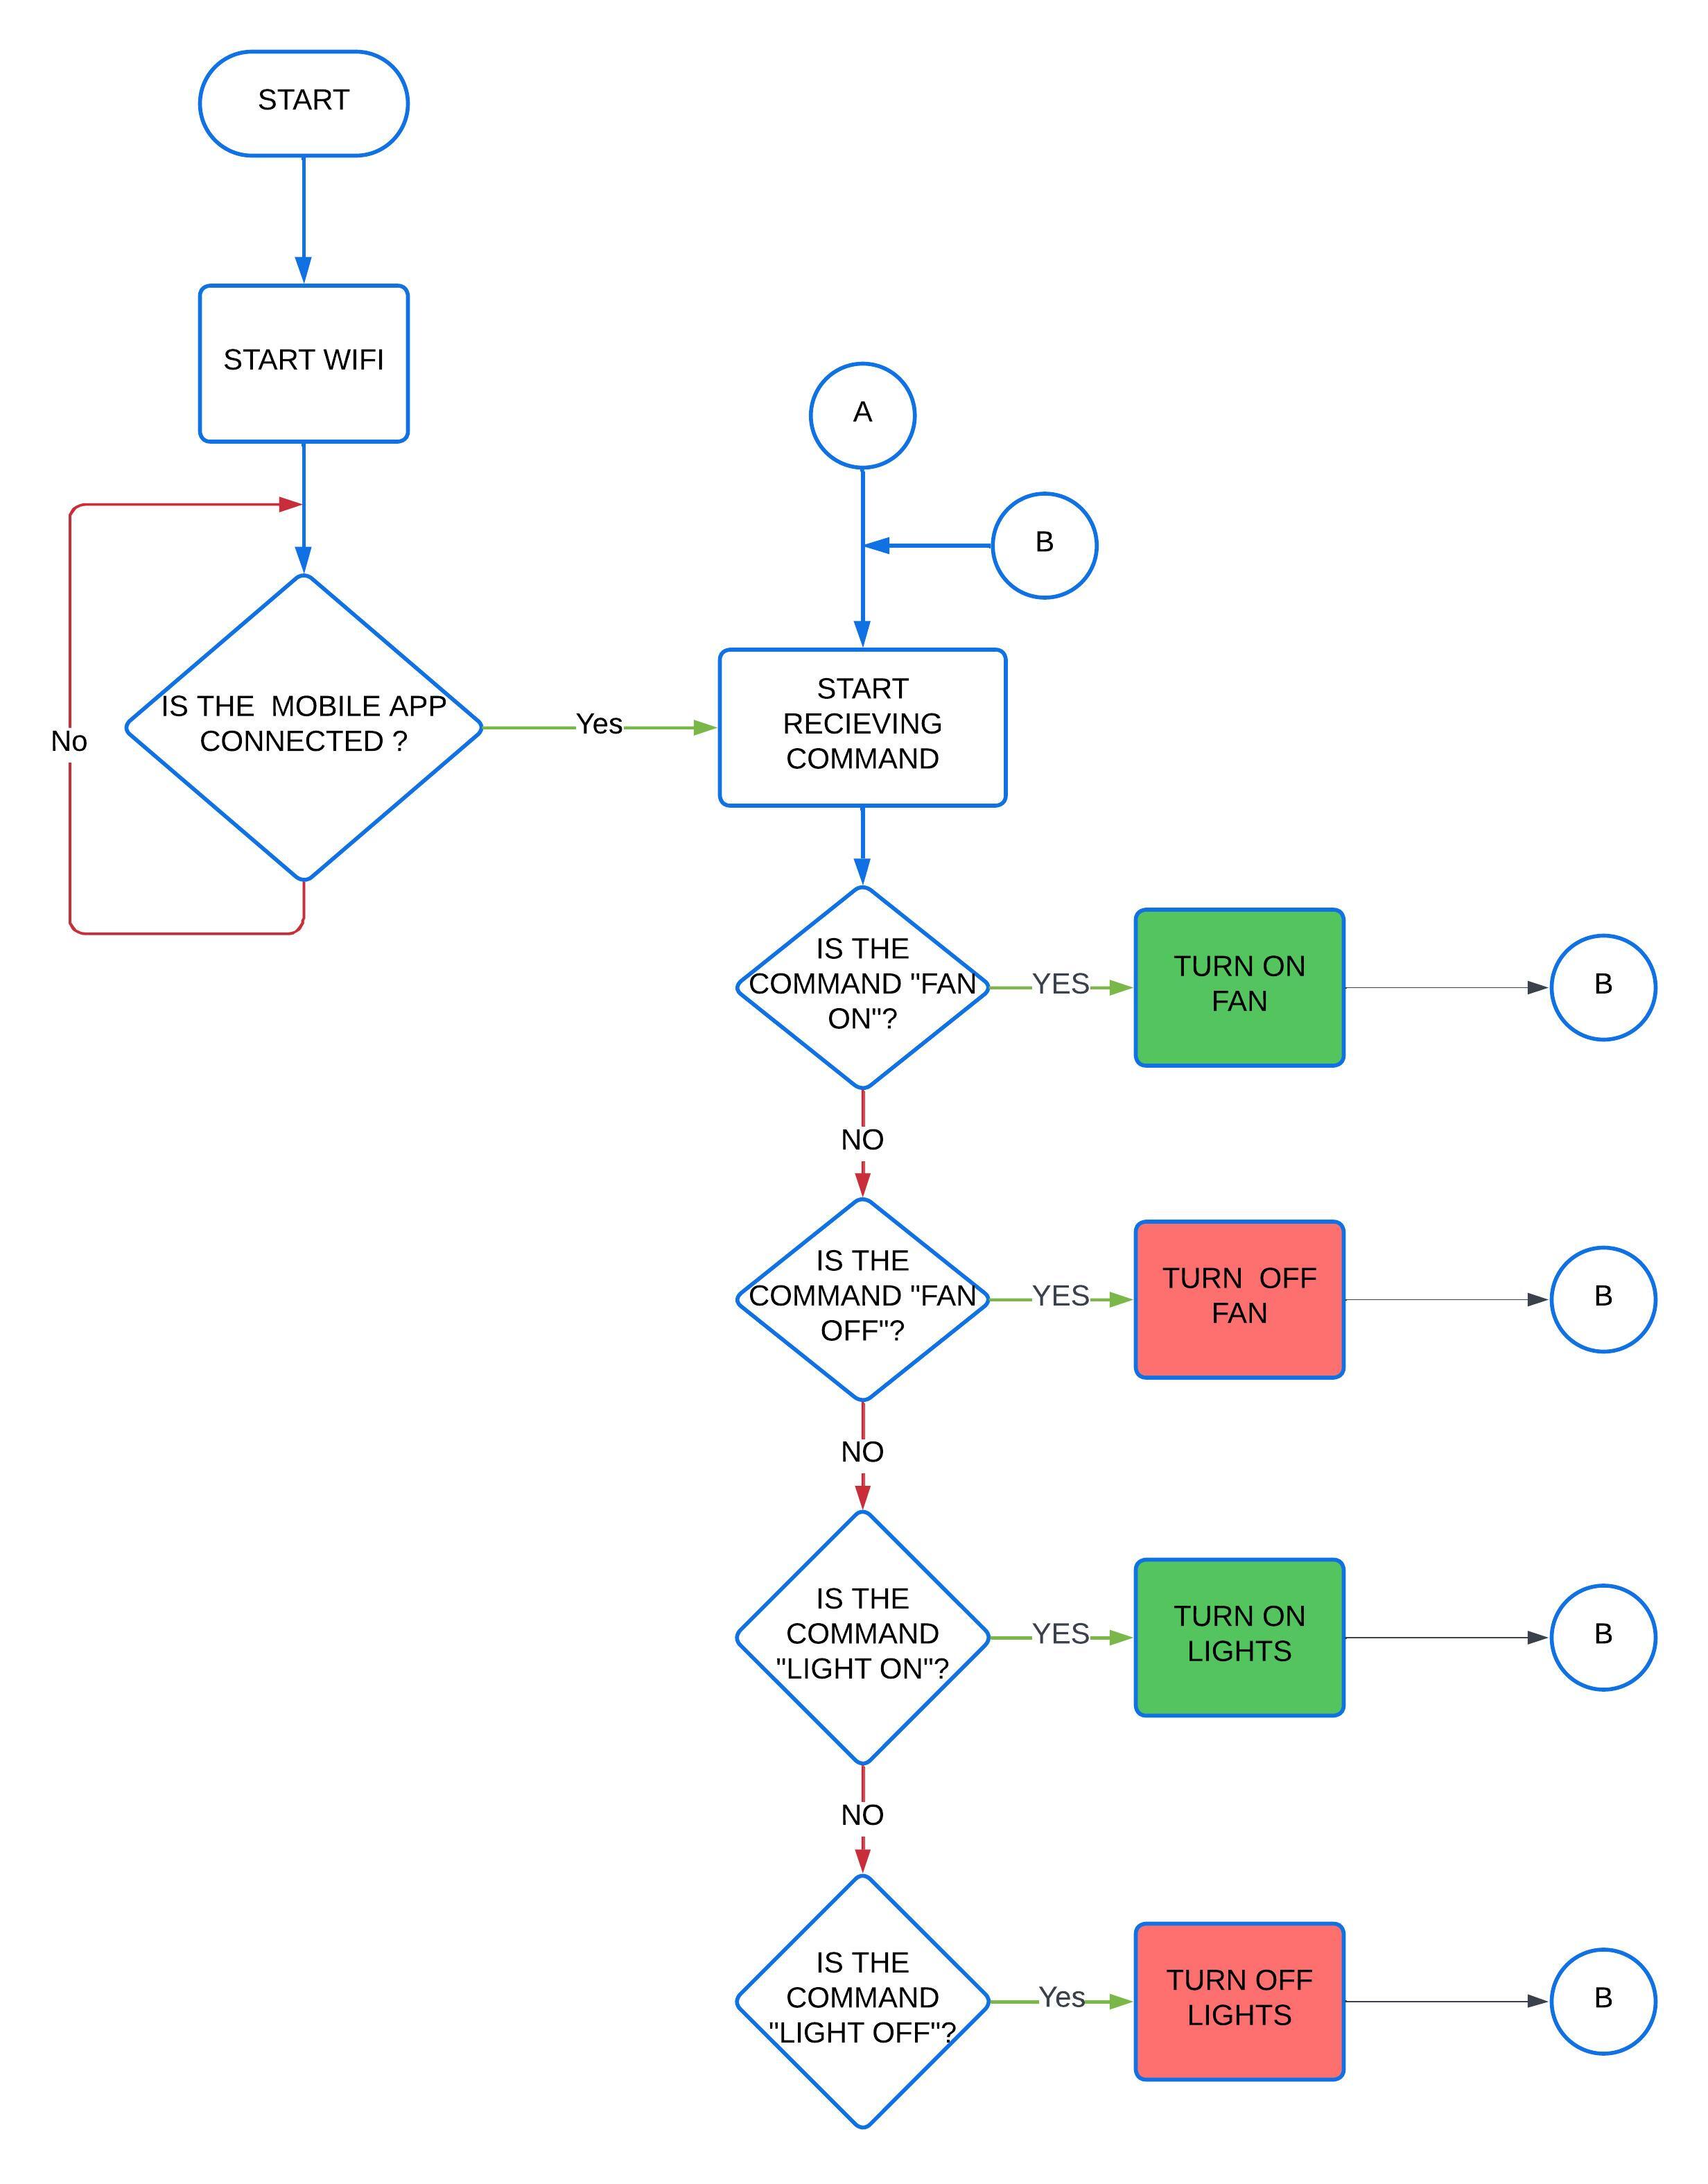 START
START WIFI
A
B
IS THE  MOBILE APP
CONNECTED ?
No
Yes
START
RECIEVING
COMMAND
IS THE
COMMAND "FAN
ON"?
YES
TURN ON
FAN
B
NO
IS THE
COMMAND "FAN
OFF"?
YES
TURN  OFF
FAN
B
NO
IS THE
COMMAND
"LIGHT ON"?
YES
TURN ON
LIGHTS
B
NO
IS THE
COMMAND
"LIGHT OFF"?
Yes
TURN OFF
LIGHTS
B